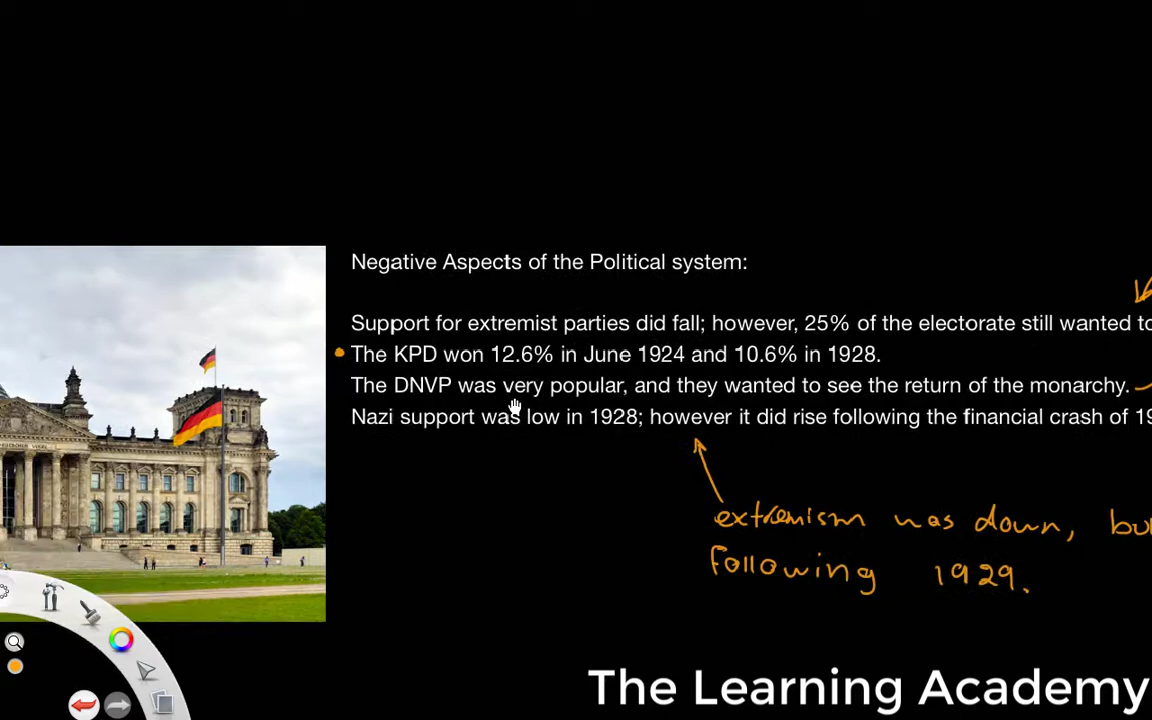 Negative Aspects of the Political system:
Support for extremist parties did fall; however, 25% of the electorate still wanted to
The KPD won 12.6% in June 1924 and 10.6% in 1928.
The DNVP was very popular, and they wanted to see the return of the monarchy.
Nazi support was low in 1928; however it did rise following the financial crash of 19
extremism was down, bu
following 1929.
The Learning Academy